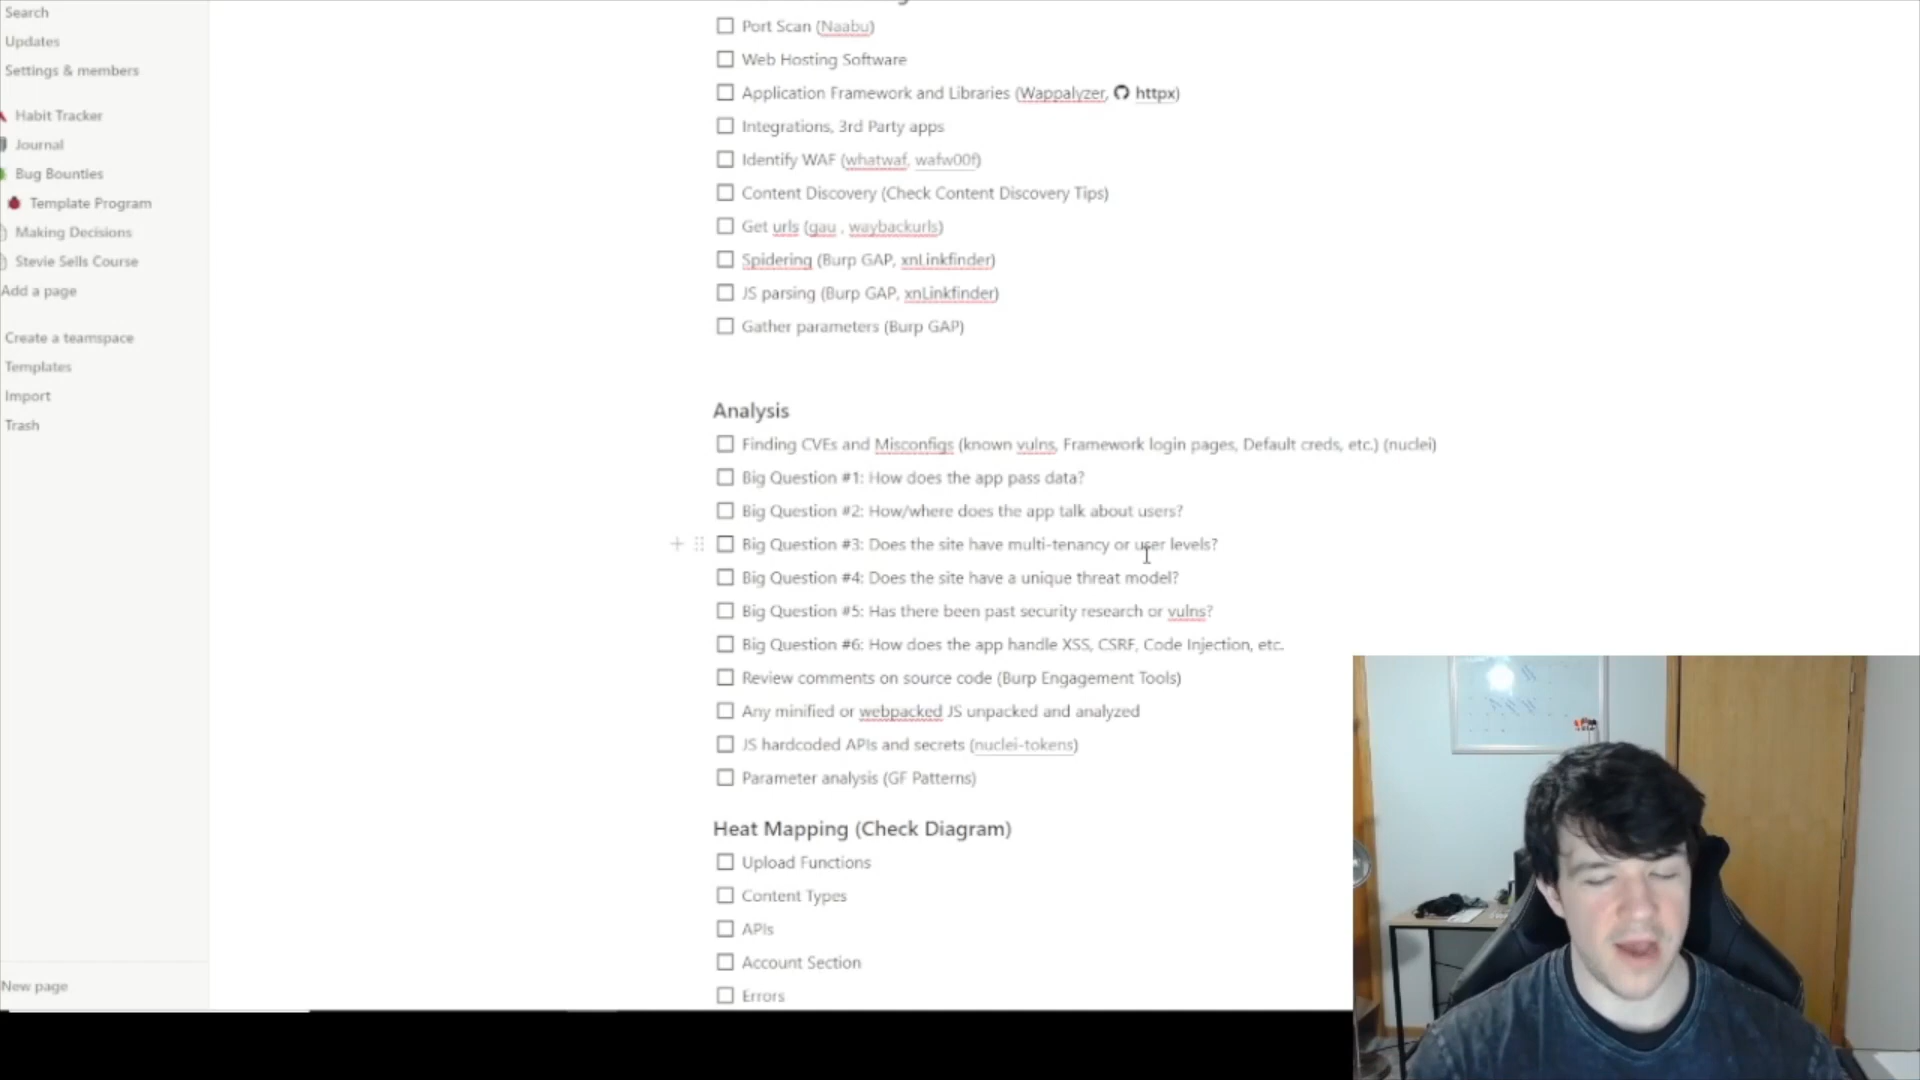 Search
Updates
Settings & members
Habit Tracker
Journal
Bug Bounties
Template Program
Making Decisions
Stevie Sells Course
Add a page
Create a teamspace
Templates
Import
Trash
New page
Port Scan (Naabu)
Web Hosting Software
Application Framework and Libraries (Wappalyzer, httpx)
Integrations, 3rd Party apps
Identify WAF (whatwaf, wafw00f)
Content Discovery (Check Content Discovery Tips)
Get urls (gau , waybackurls)
Spidering (Burp GAP, xnLinkfinder)
JS parsing (Burp GAP, xnLinkfinder)
Gather parameters (Burp GAP)
Analysis
Finding CVEs and Misconfigs (known vulns, Framework login pages, Default creds, etc.) (nuclei)
Big Question #1: How does the app pass data?
Big Question #2: How/where does the app talk about users?
Big Question #3: Does the site have multi-tenancy or user levels?
Big Question #4: Does the site have a unique threat model?
Big Question #5: Has there been past security research or vulns?
Big Question #6: How does the app handle XSS, CSRF, Code Injection, etc.
Review comments on source code (Burp Engagement Tools)
Any minified or webpacked JS unpacked and analyzed
JS hardcoded APIs and secrets (nuclei-tokens)
Parameter analysis (GF Patterns)
Heat Mapping (Check Diagram)
Upload Functions
Content Types
APIs
Account Section
Errors